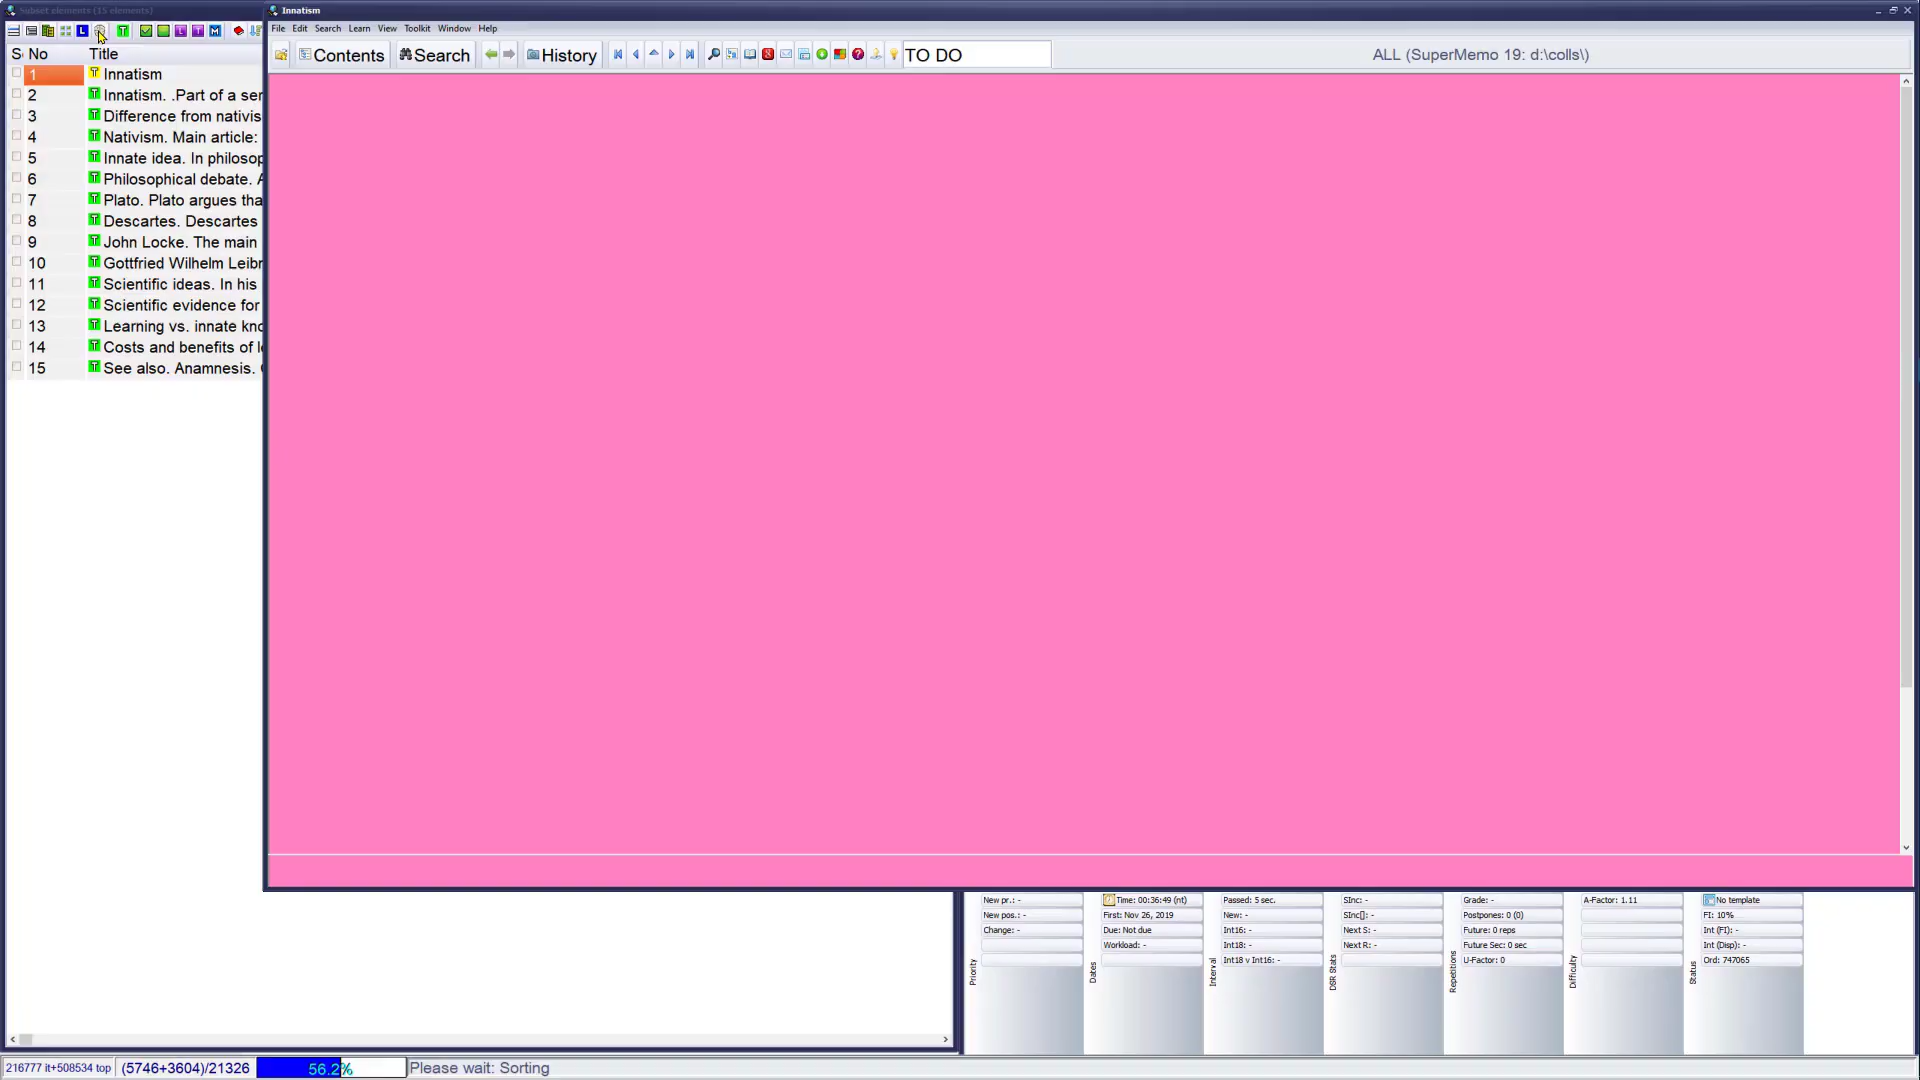 Subset elements (15 elements)
Innatism
File Edit Search Learn View Toolkit Window Help
Contents Search History TO DO ALL (SuperMemo 19: d:\colls\)
S No Title
1 Innatism
2 Innatism. .Part of a ser
3 Difference from nativis
4 Nativism. Main article:
5 Innate idea. In philosop
6 Philosophical debate. A
7 Plato. Plato argues tha
8 Descartes. Descartes
9 John Locke. The main
10 Gottfried Wilhelm Leibr
11 Scientific ideas. In his
12 Scientific evidence for
13 Learning vs. innate kno
14 Costs and benefits of le
15 See also. Anamnesis. C
Priority
New pr.: -
New pos.: -
Change: -
Dates
Time: 00:36:49 (nt)
First: Nov 26, 2019
Due: Not due
Workload: -
Interval
Passed: 5 sec.
New: -
Int16: -
Int18: -
Int18 v Int16: -
DSR Stats
SInc: -
SInc[]: -
Next S: -
Next R: -
Repetitions
Grade: -
Postpones: 0 (0)
Future: 0 reps
Future Sec: 0 sec
U-Factor: 0
Difficulty
A-Factor: 1.11
Status
No template
FI: 10%
Int (FI): -
Int (Disp): -
Ord: 747065
216777 it+508534 top (5746+3604)/21326 56.2% Please wait: Sorting